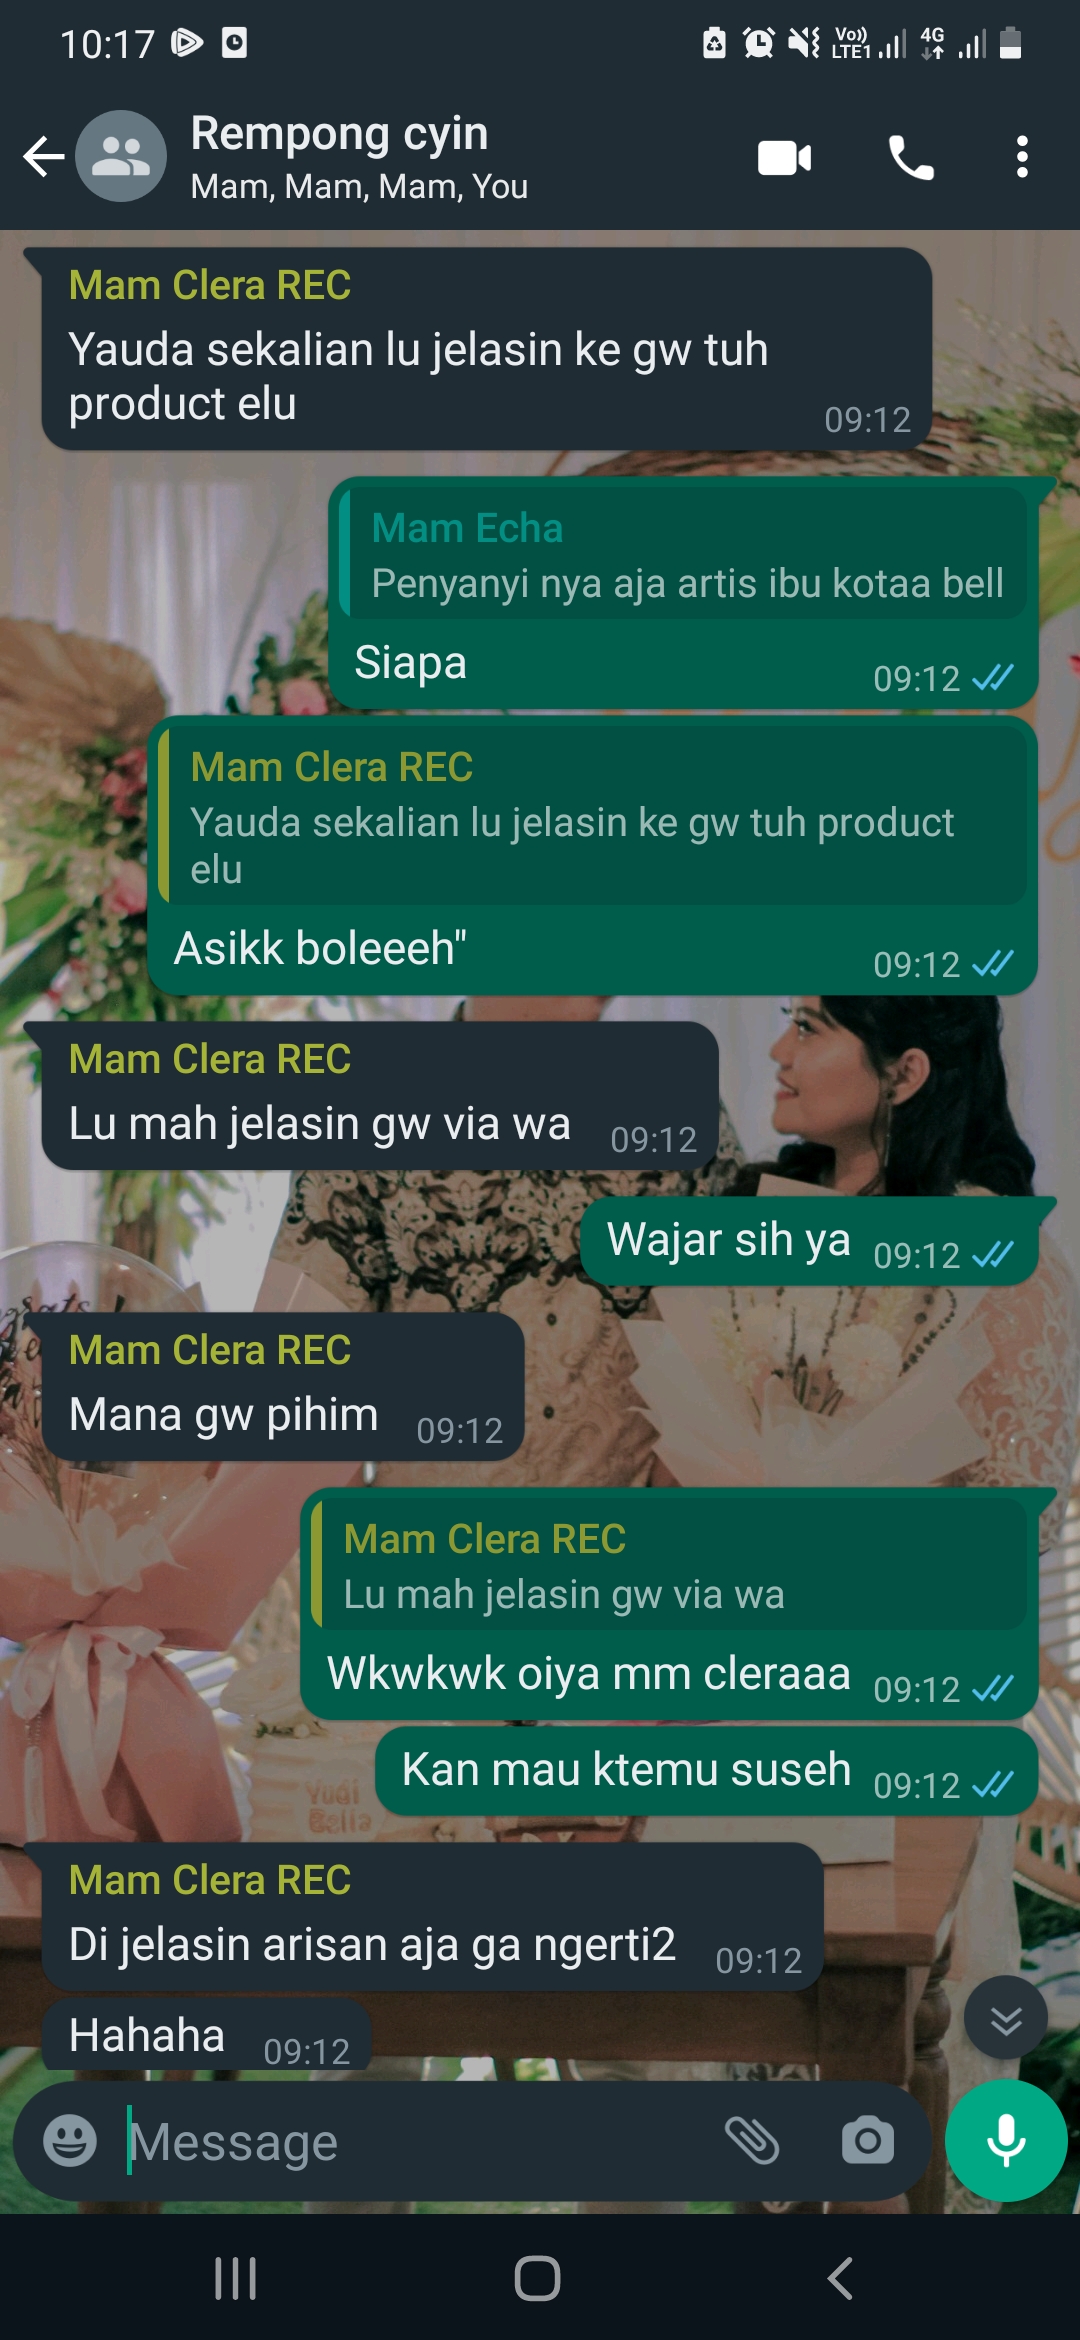 10:17
Vo))
LTE1
4G
Rempong cyin
Mam, Mam, Mam, You
Mam Clera REC
Yauda sekalian lu jelasin ke gw tuh
product elu
09:12
Mam Echa
Penyanyi nya aja artis ibu kotaa bell
Siapa
09:12
Mam Clera REC
Yauda sekalian lu jelasin ke gw tuh product
elu
Asikk boleeeh"
09:12
Mam Clera REC
Lu mah jelasin gw via wa
09:12
Wajar sih ya
09:12
Mam Clera REC
Mana gw pihim
09:12
Mam Clera REC
Lu mah jelasin gw via wa
Wkwkwk oiya mm cleraaa
09:12
Kan mau ktemu suseh
09:12
Yudi
Bella
Mam Clera REC
Di jelasin arisan aja ga ngerti2
09:12
Hahaha
09:12
Message